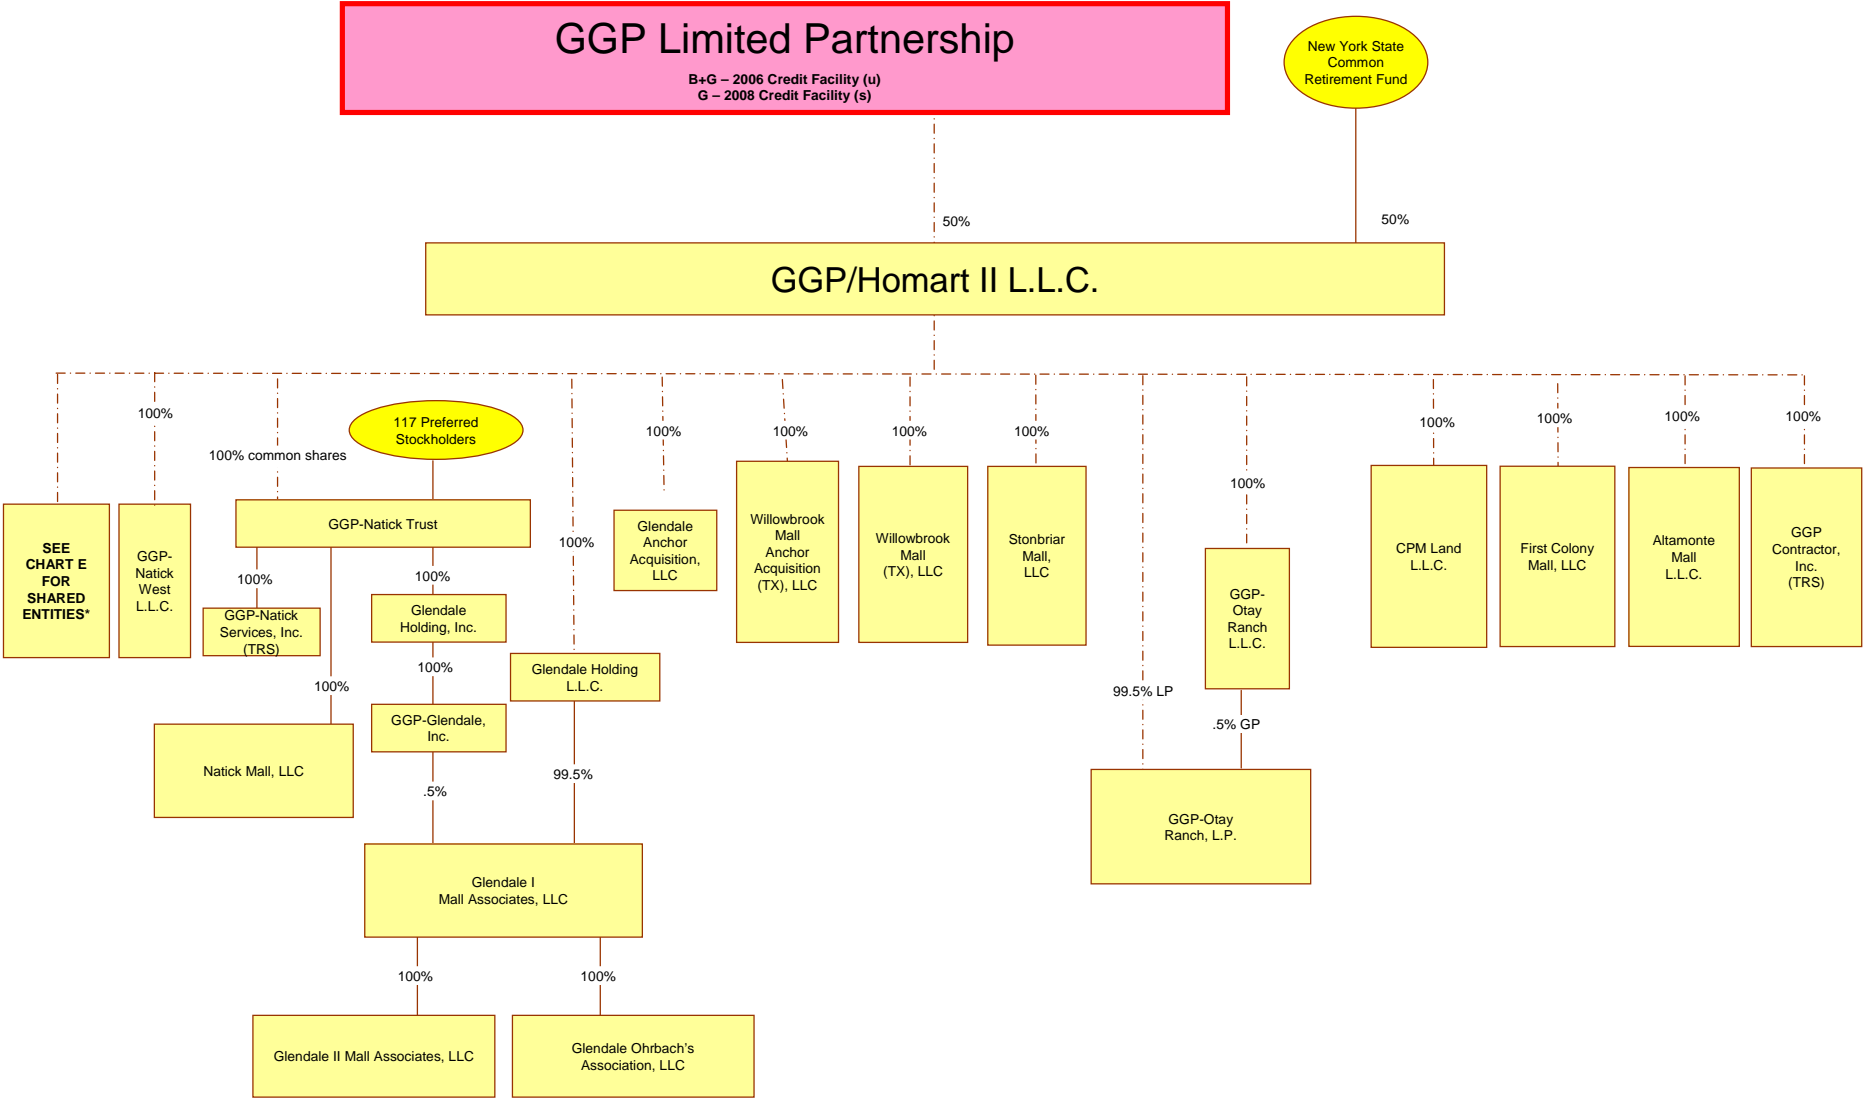 GGP Limited Partnership
B+G – 2006 Credit Facility (u)
G – 2008 Credit Facility (s)
New York State
Common
Retirement Fund
50%
50%
GGP/Homart II L.L.C.
SEE
CHART E
FOR
SHARED
ENTITIES*
100%
GGP-
Natick
West
L.L.C.
100% common shares
117 Preferred
Stockholders
GGP-Natick Trust
100%
GGP-Natick
Services, Inc.
(TRS)
100%
Natick Mall, LLC
100%
Glendale
Holding, Inc.
100%
GGP-Glendale,
Inc.
.5%
100%
Glendale Holding
L.L.C.
99.5%
Glendale I
Mall Associates, LLC
100%
Glendale II Mall Associates, LLC
100%
Glendale Ohrbach's
Association, LLC
100%
Glendale
Anchor
Acquisition,
LLC
100%
Willowbrook
Mall
Anchor
Acquisition
(TX), LLC
100%
Willowbrook
Mall
(TX), LLC
100%
Stonbriar
Mall,
LLC
99.5% LP
100%
GGP-
Otay
Ranch
L.L.C.
.5% GP
GGP-Otay
Ranch, L.P.
100%
CPM Land
L.L.C.
100%
First Colony
Mall, LLC
100%
Altamonte
Mall
L.L.C.
100%
GGP
Contractor,
Inc.
(TRS)